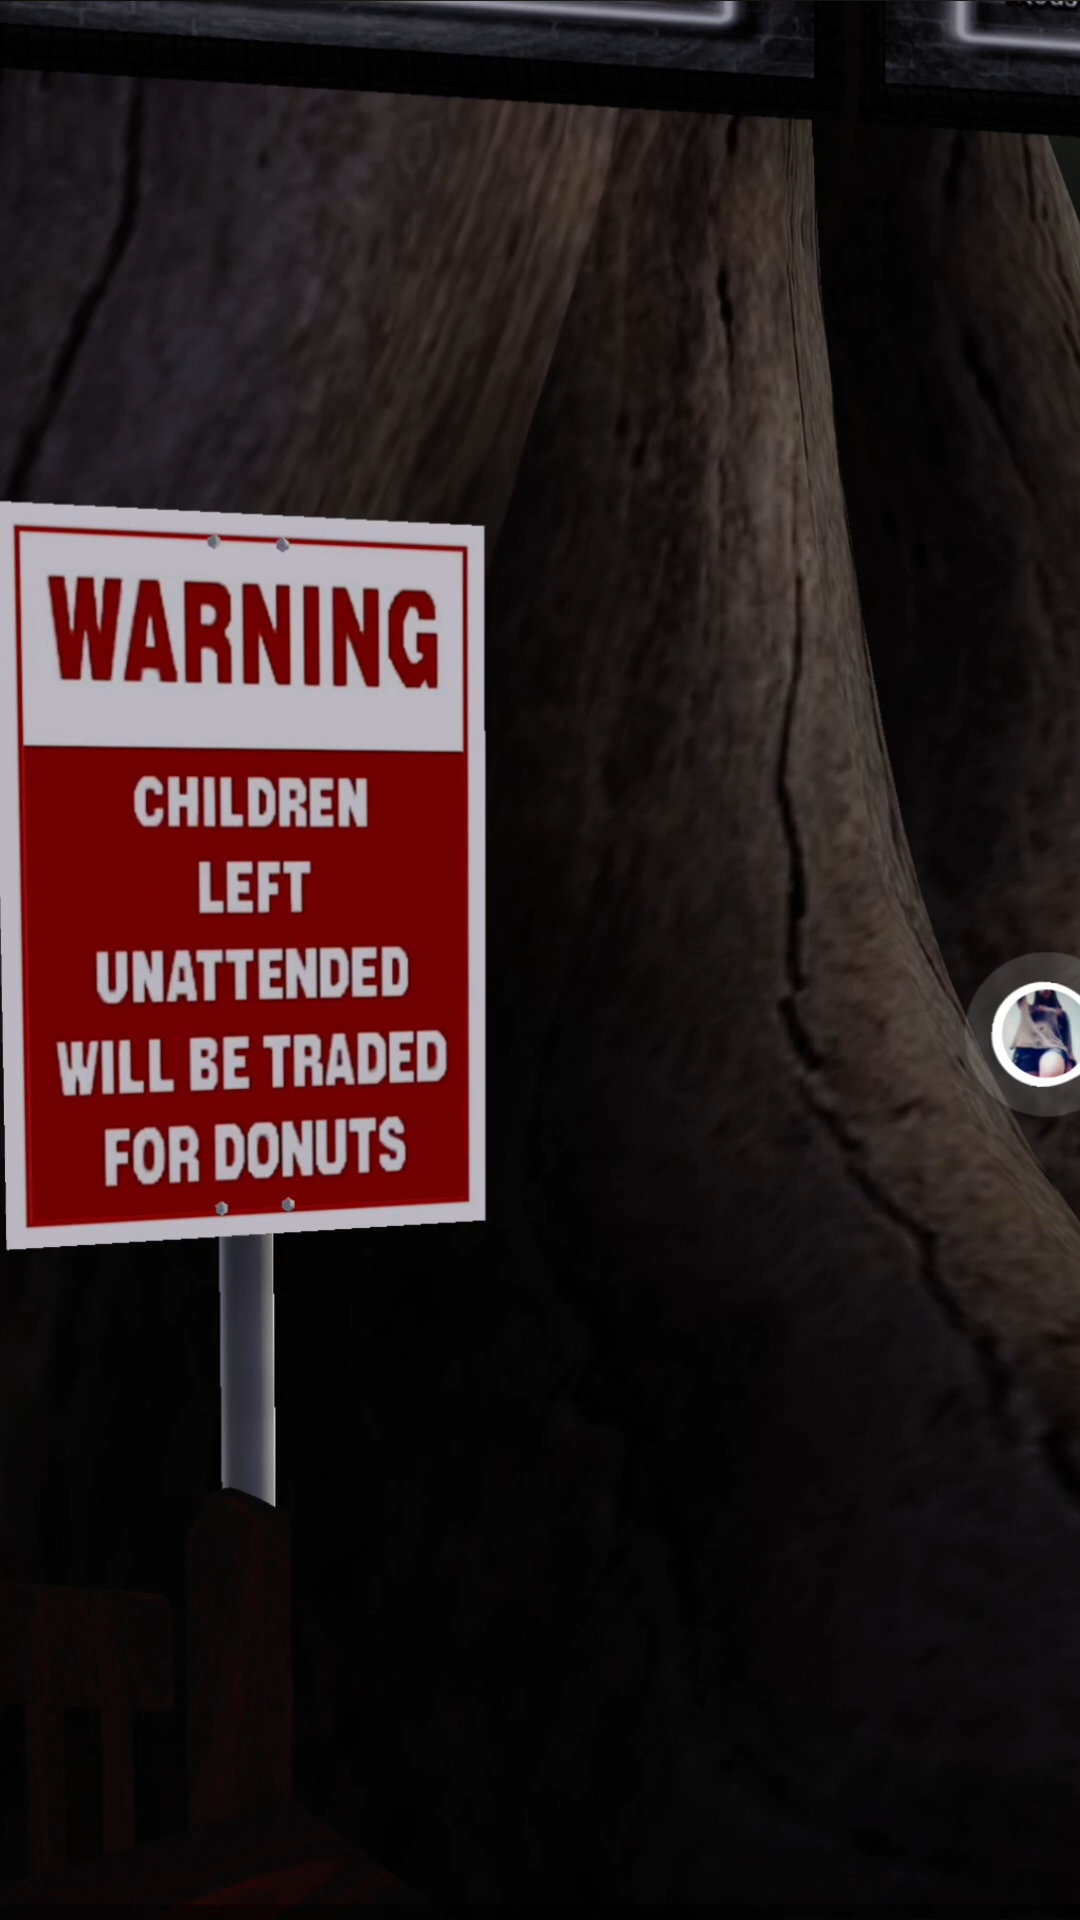 WARNING
CHILDREN
LEFT
UNATTENDED
WILL BE TRADED
FOR DONUTS